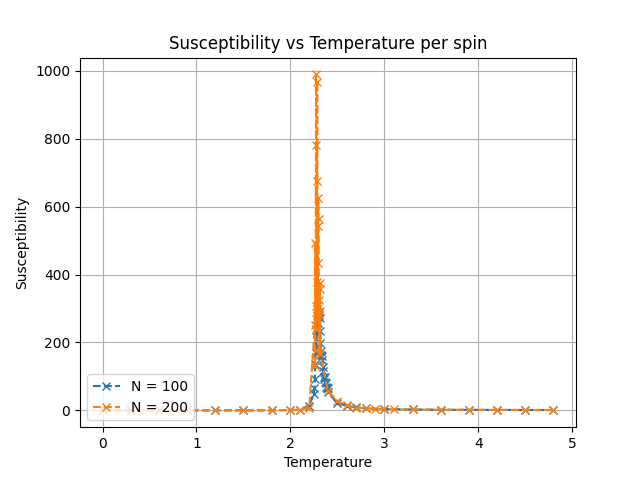 Susceptibility vs Temperature per spin
1000
800
600
400
200
0
Susceptibility
N = 100
N = 200
0 1 2 3 4 5
Temperature